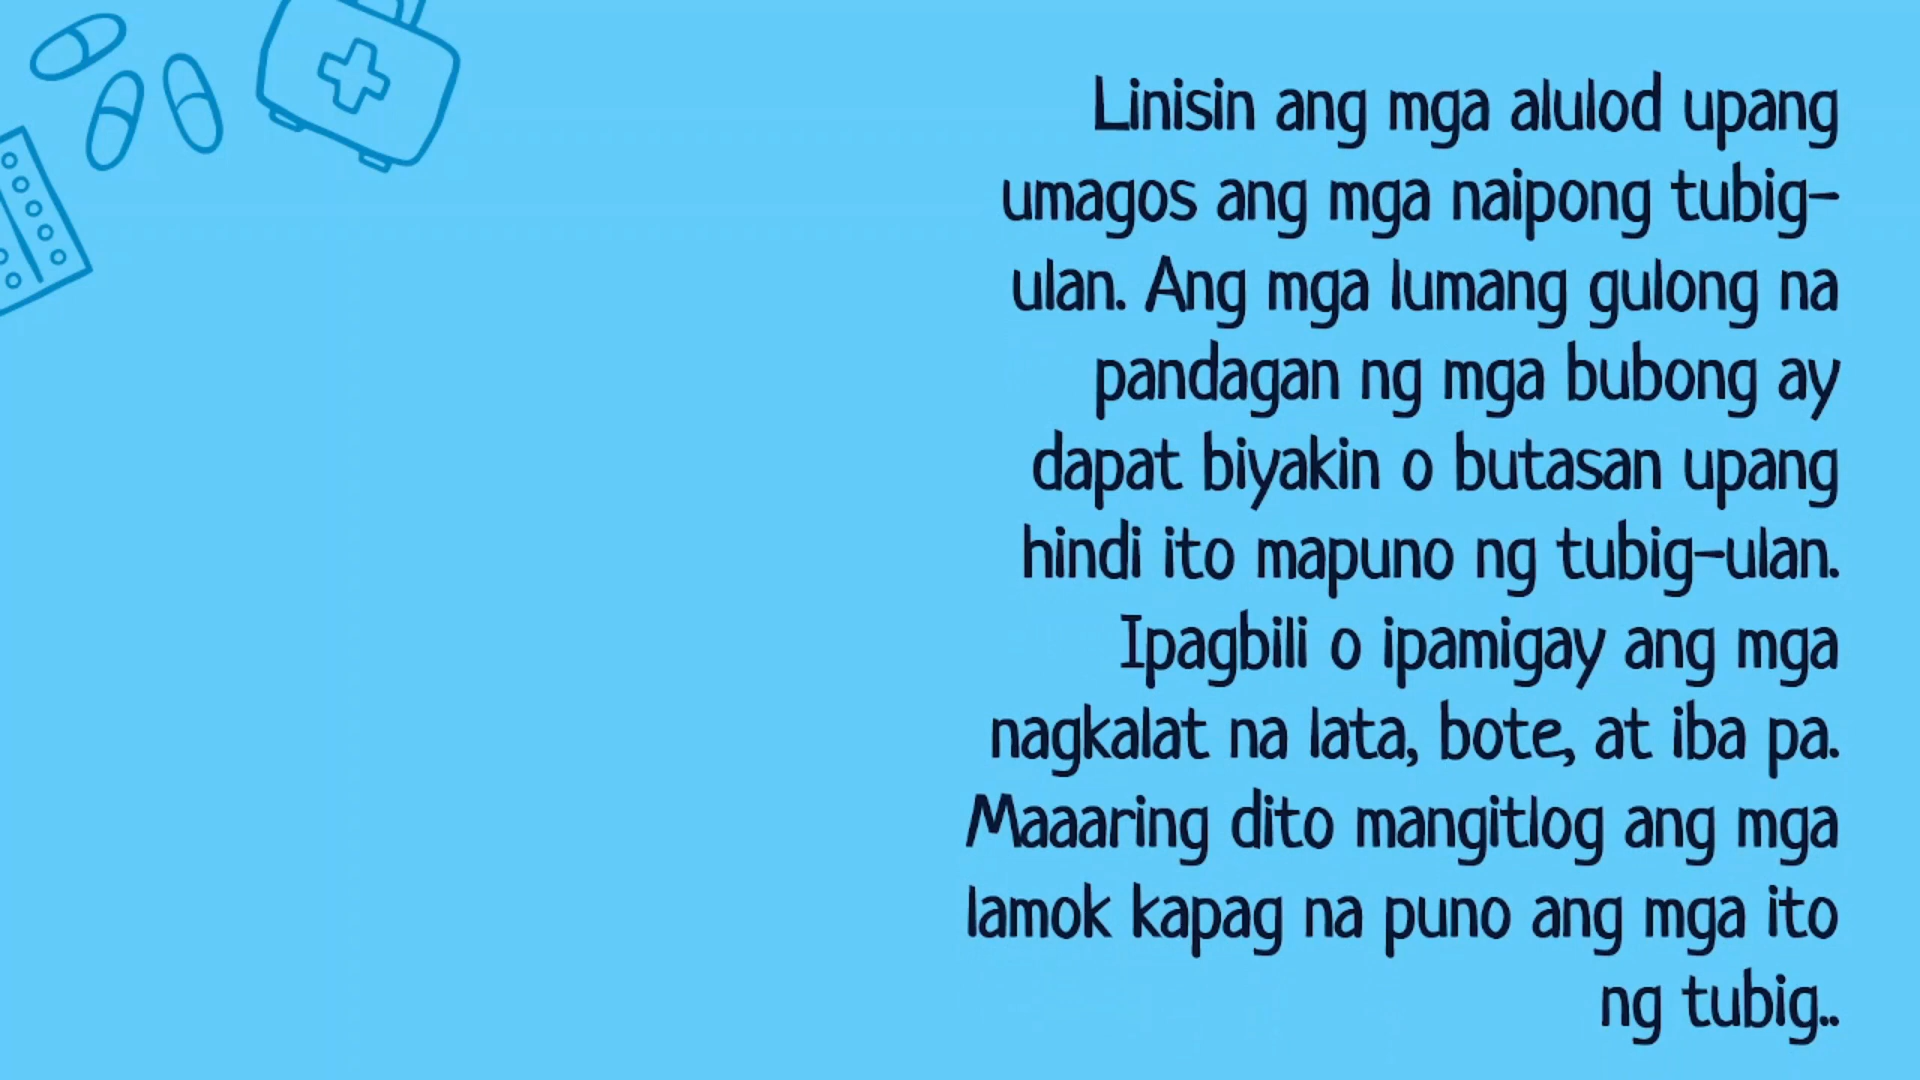 Linisin ang mga alulod upang
umagos ang mga naipong tubig-
ulan. Ang mga lumang gulong na
pandagan ng mga bubong ay
dapat biyakin o butasan upang
hindi ito mapuno ng tubig-ulan.
Ipagbili o ipamigay ang mga
nagkalat na lata, bote, at iba pa.
Maaaring dito mangitlog ang mga
lamok kapag na puno ang mga ito
ng tubig..